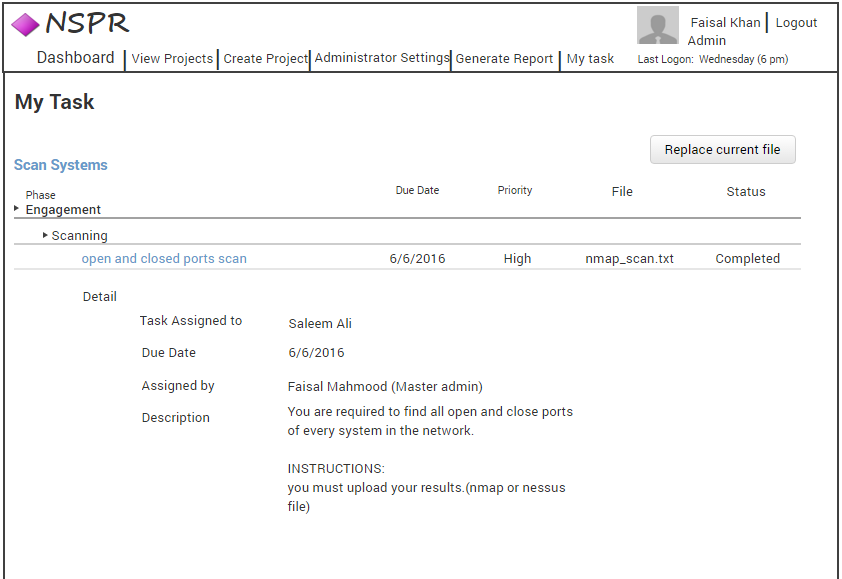 NSPR
Faisal Khan | Logout
Admin
Dashboard | View Projects | Create Project | Administrator Settings | Generate Report | My task
Last Logon: Wednesday (6 pm)
My Task
Replace current file
Scan Systems
Phase Due Date Priority File Status
Engagement
Scanning
open and closed ports scan 6/6/2016 High nmap_scan.txt Completed
Detail
Task Assigned to Saleem Ali
Due Date 6/6/2016
Assigned by Faisal Mahmood (Master admin)
Description You are required to find all open and close ports
of every system in the network.
INSTRUCTIONS:
you must upload your results.(nmap or nessus
file)